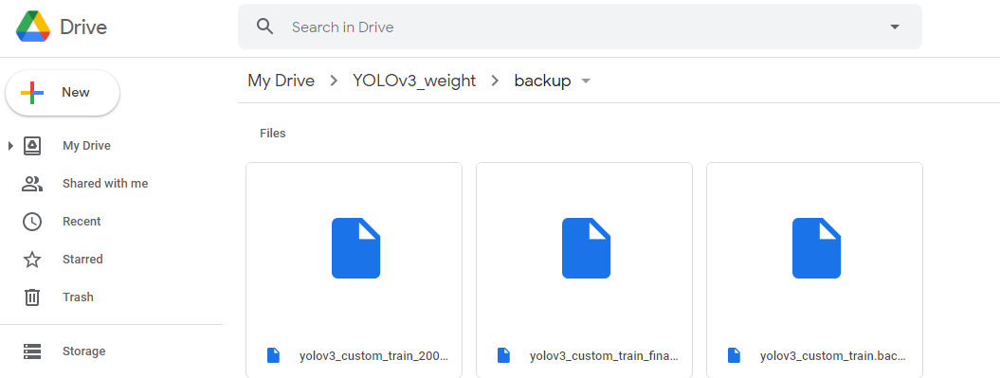 Drive
Search in Drive
My Drive YOLOv3_weight backup
New
Files
My Drive
Shared with me
Recent
Starred
Trash
Storage
yolov3_custom_train_200...
yolov3_custom_train_fina...
yolov3_custom_train.bac...